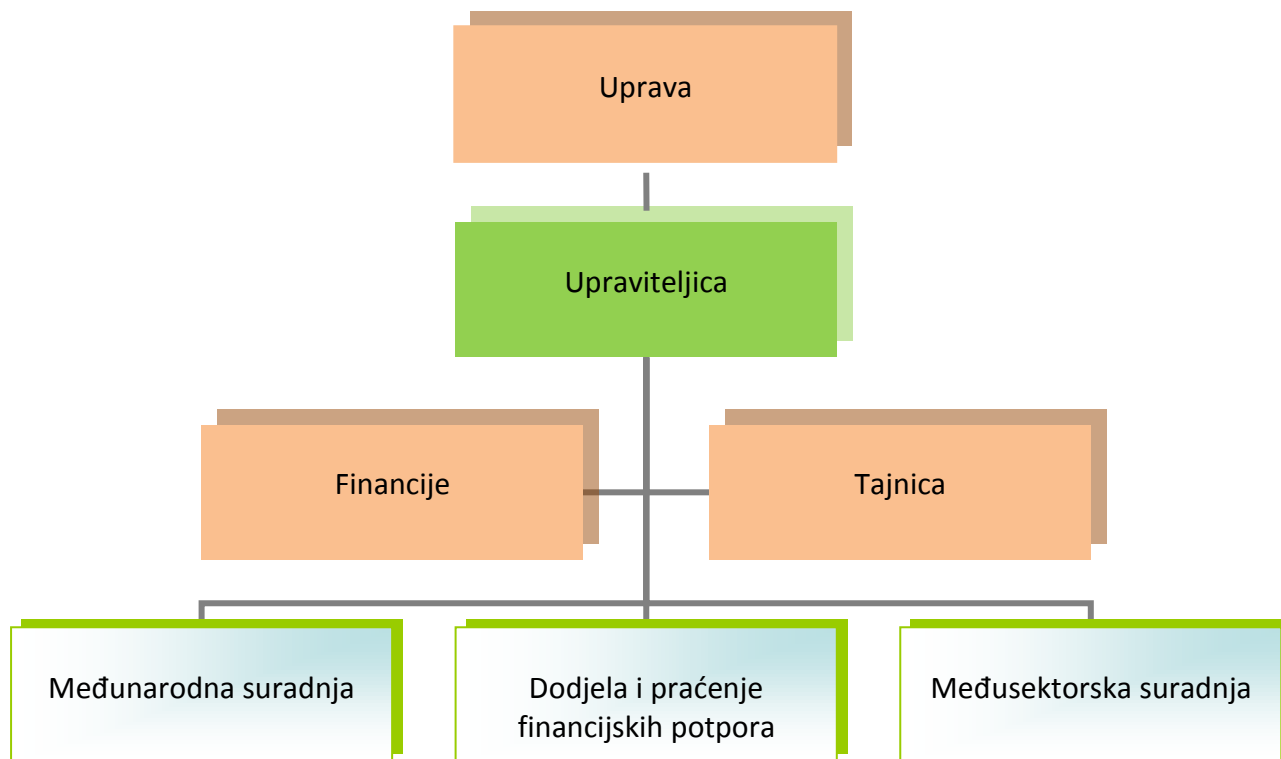 Uprava
Upraviteljica
Financije
Tajnica
Međunarodna suradnja
Dodjela i praćenje
financijskih potpora
Međusektorska suradnja